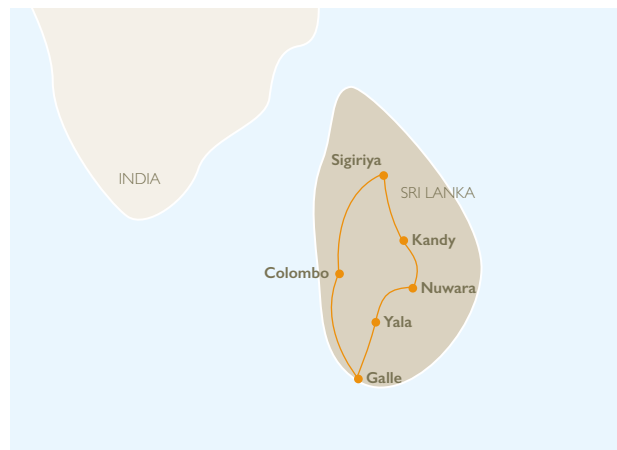 Sigiriya
INDIA
SRI LANKA
Kandy
Colombo
Nuwara
Yala
Galle